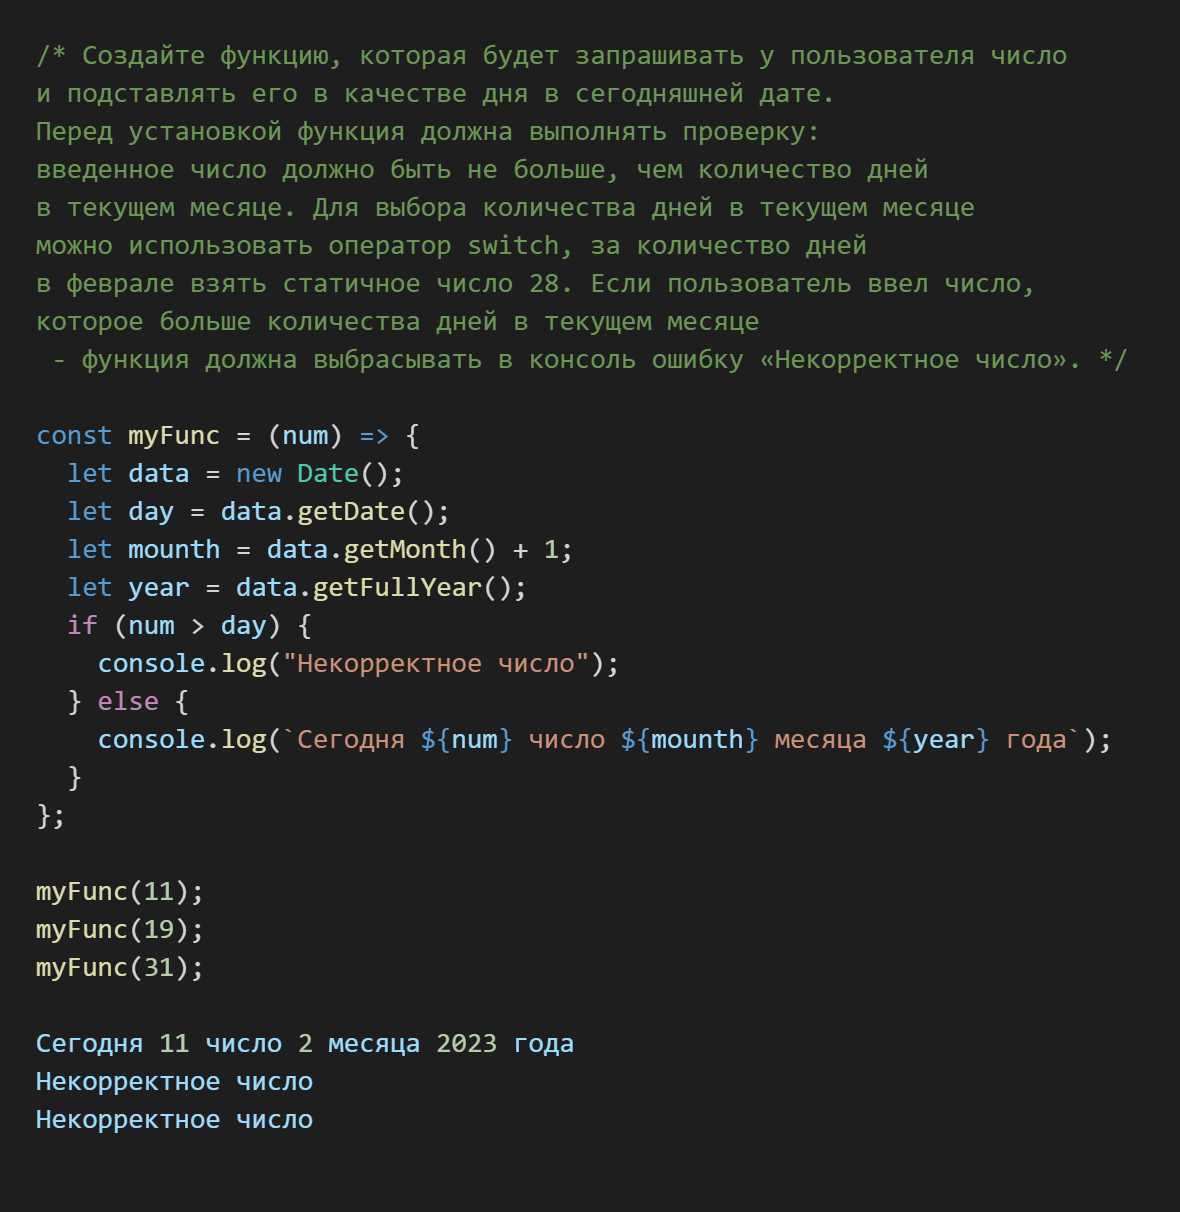 /* Создайте функцию, которая будет запрашивать у пользователя число
и подставлять его в качестве дня в сегодняшней дате.
Перед установкой функция должна выполнять проверку:
введенное число должно быть не больше, чем количество дней
в текущем месяце. Для выбора количества дней в текущем месяце
можно использовать оператор switch, за количество дней
в феврале взять статичное число 28. Если пользователь ввел число,
которое больше количества дней в текущем месяце
 - функция должна выбрасывать в консоль ошибку «Некорректное число». */
const myFunc = (num) => {
  let data = new Date();
  let day = data.getDate();
  let mounth = data.getMonth() + 1;
  let year = data.getFullYear();
  if (num > day) {
    console.log("Некорректное число");
  } else {
    console.log(`Сегодня ${num} число ${mounth} месяца ${year} года`);
  }
};
myFunc(11);
myFunc(19);
myFunc(31);
Сегодня 11 число 2 месяца 2023 года
Некорректное число
Некорректное число